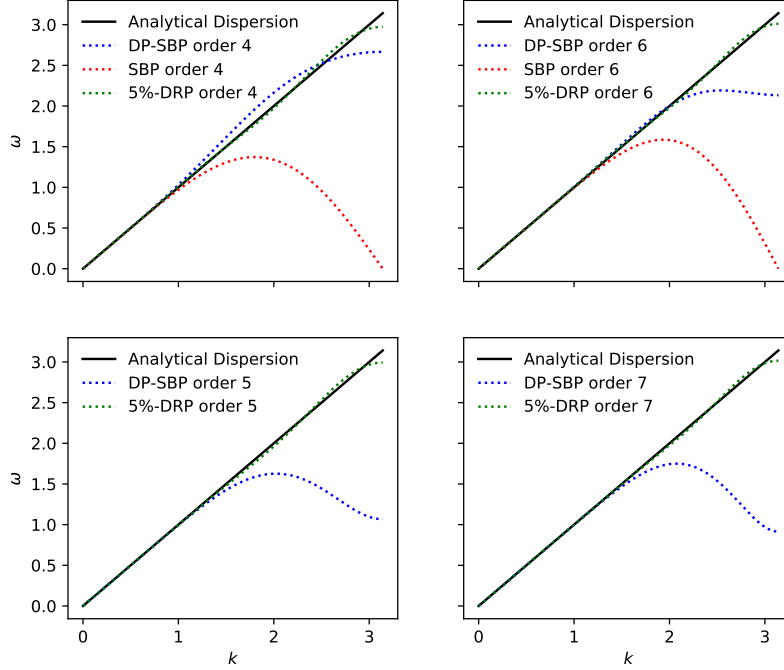 3.0
2.5
2.0
1.5
1.0
0.5
0.0
ω
Analytical Dispersion
DP-SBP order 4
SBP order 4
5%-DRP order 4
Analytical Dispersion
DP-SBP order 6
SBP order 6
5%-DRP order 6
3.0
2.5
2.0
1.5
1.0
0.5
0.0
ω
Analytical Dispersion
DP-SBP order 5
5%-DRP order 5
0 1 2 3
k
Analytical Dispersion
DP-SBP order 7
5%-DRP order 7
0 1 2 3
k